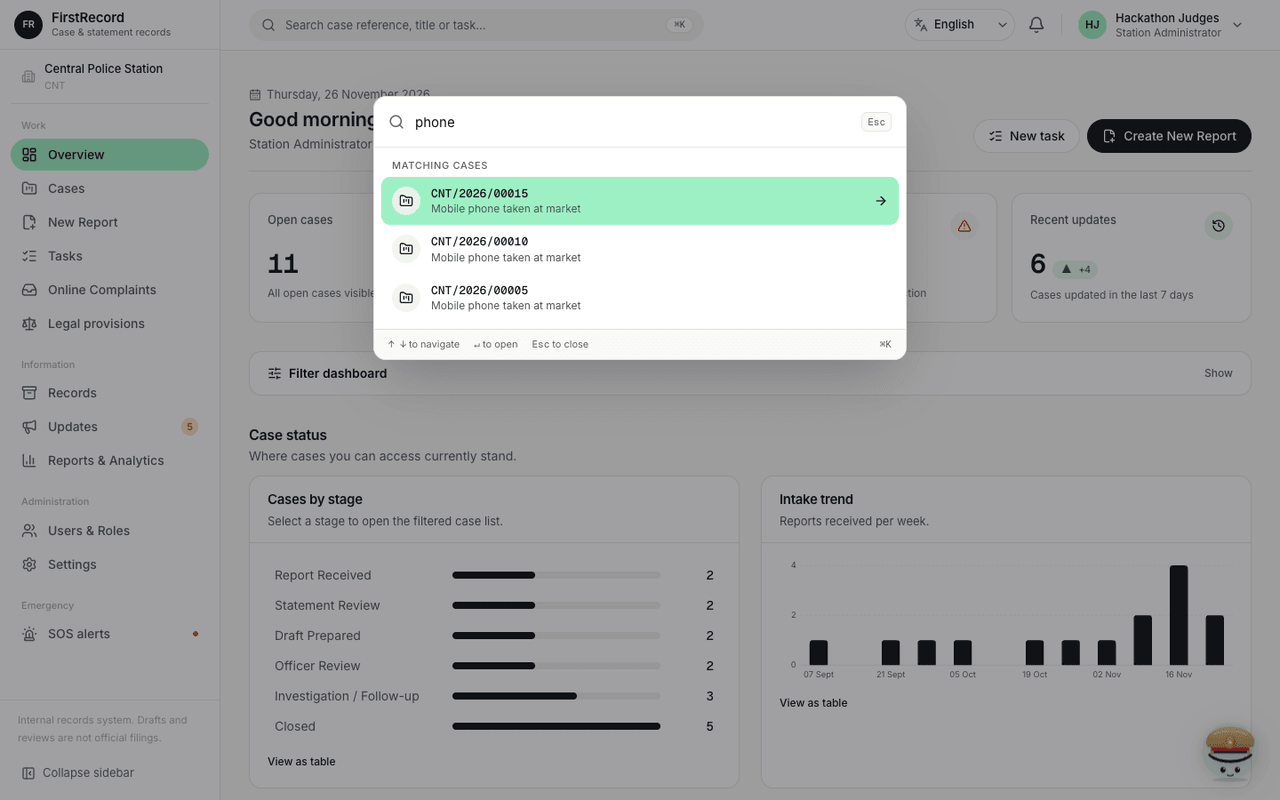 FR
FirstRecord
Case & statement records
Search case reference, title or task...
⌘K
English
HJ
Hackathon Judges
Station Administrator
Central Police Station
CNT
Work
Overview
Cases
New Report
Tasks
Online Complaints
Legal provisions
Information
Records
Updates
5
Reports & Analytics
Administration
Users & Roles
Settings
Emergency
SOS alerts
Internal records system. Drafts and
reviews are not official filings.
Collapse sidebar
Thursday, 26 November 2026
Good morning
Station Administrator
New task
Create New Report
phone
Esc
MATCHING CASES
CNT/2026/00015
Mobile phone taken at market
CNT/2026/00010
Mobile phone taken at market
CNT/2026/00005
Mobile phone taken at market
↑ ↓ to navigate
↵ to open
Esc to close
⌘K
Open cases
11
All open cases visible
Recent updates
6
▲ +4
Cases updated in the last 7 days
Filter dashboard
Show
Case status
Where cases you can access currently stand.
Cases by stage
Select a stage to open the filtered case list.
Report Received 2
Statement Review 2
Draft Prepared 2
Officer Review 2
Investigation / Follow-up 3
Closed 5
View as table
Intake trend
Reports received per week.
4
2
0
07 Sept 21 Sept 05 Oct 19 Oct 02 Nov 16 Nov
View as table